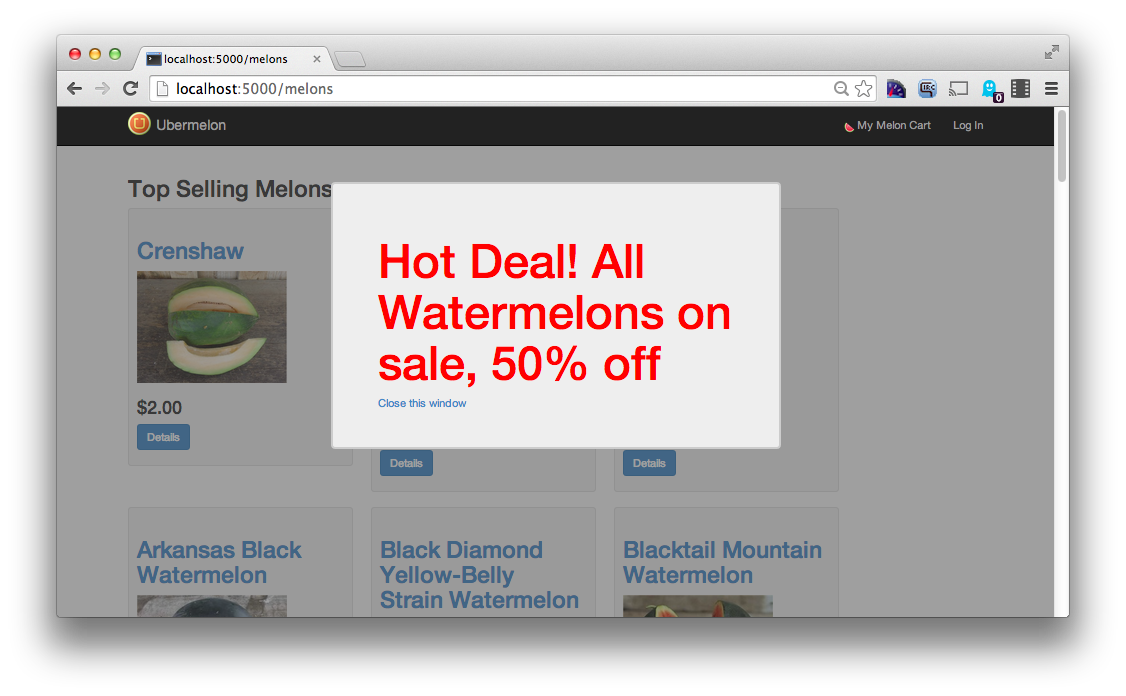 localhost:5000/melons
localhost:5000/melons
0
Ubermelon
My Melon Cart
Log In
Top Selling Melons
Crenshaw
$2.00
Details
Hot Deal! All
Watermelons on
sale, 50% off
Close this window
Details
Details
Arkansas Black
Watermelon
Black Diamond
Yellow-Belly
Strain Watermelon
Blacktail Mountain
Watermelon